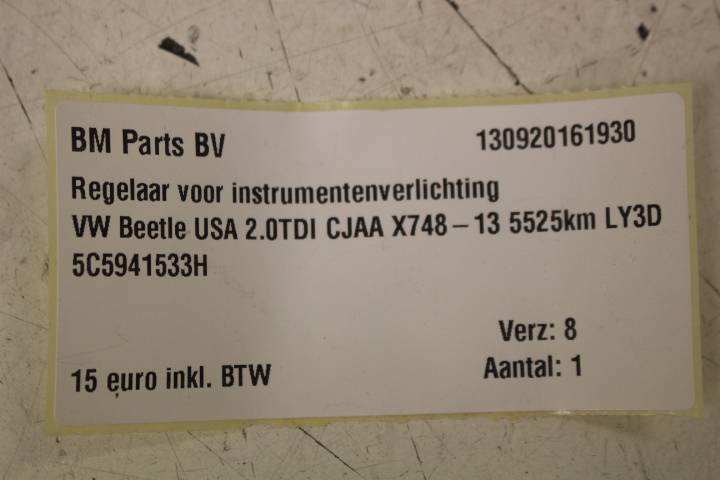 BM Parts BV 130920161930
Regelaar voor instrumentenverlichting
VW Beetle USA 2.0TDI CJAA X748 – 13 5525km LY3D
5C5941533H
Verz: 8
15 euro inkl. BTW Aantal: 1